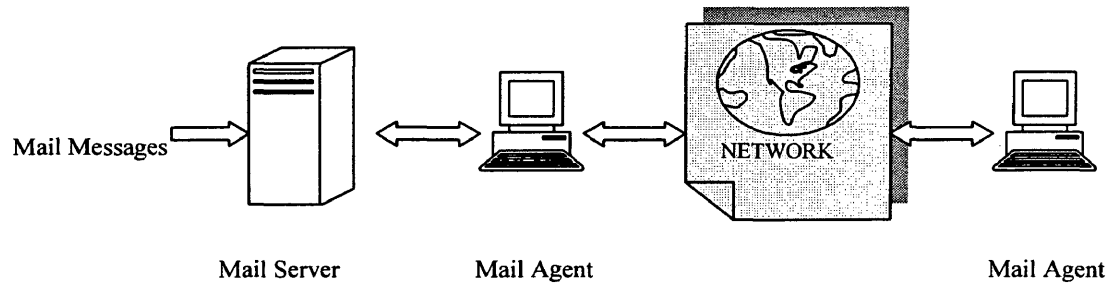 NETWORK
Mail Messages
Mail Server
Mail Agent
Mail Agent